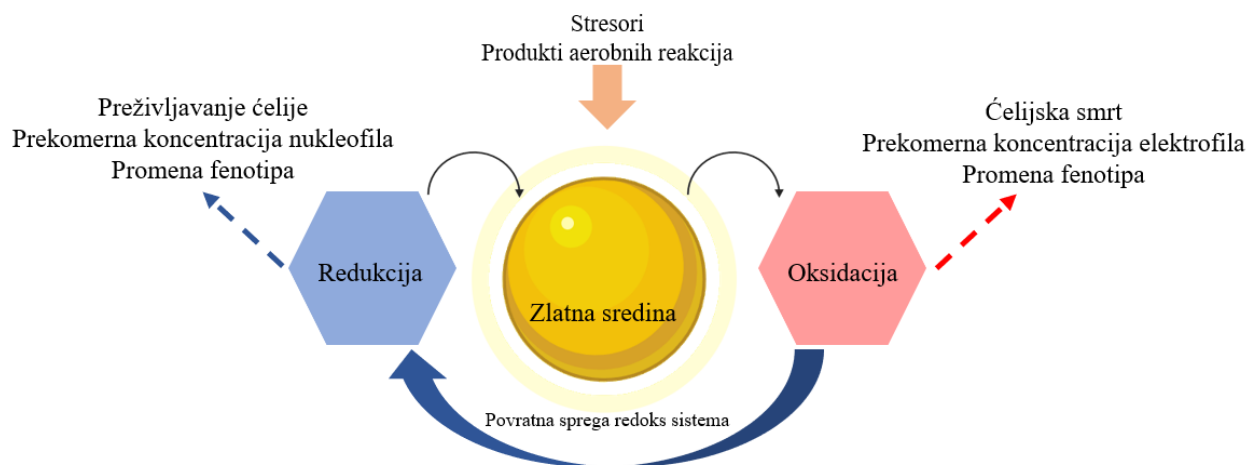 Stresori
Produkti aerobnih reakcija
Preživljavanje ćelije
Prekomerna koncentracija nukleofila
Promena fenotipa
Ćelijska smrt
Prekomerna koncentracija elektrofila
Promena fenotipa
Redukcija
Zlatna sredina
Oksidacija
Povratna sprega redoks sistema